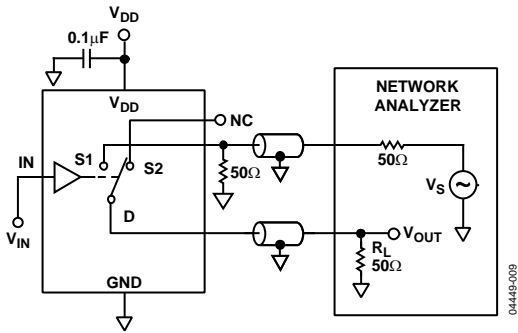 VDD
0.1μF
VDD
NC
NETWORK
ANALYZER
IN
S1
S2
50Ω
50Ω
VS
D
VIN
VOUT
RL
50Ω
GND
04449-009